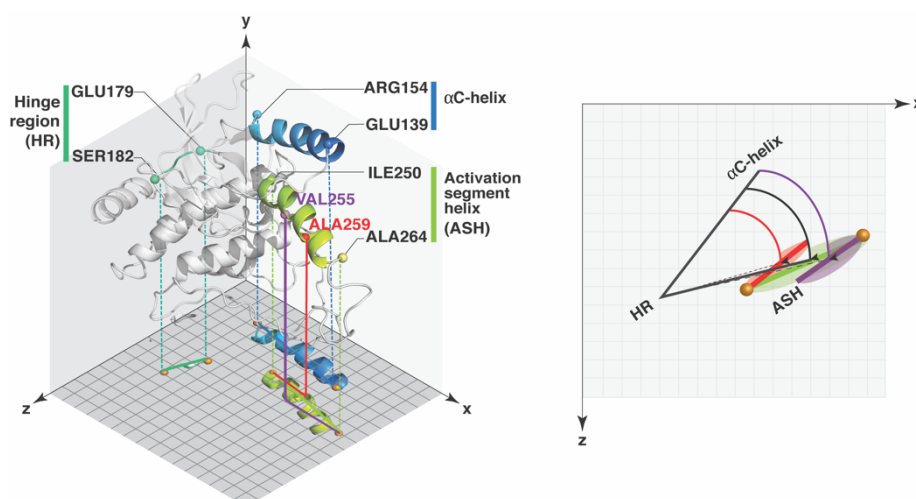 y
GLU179
Hinge
region
(HR)
SER182
ARG154
αC-helix
GLU139
ILE250
VAL255
ALA259
Activation
segment
helix
(ASH)
ALA264
z
x
x
αC-helix
HR
ASH
z